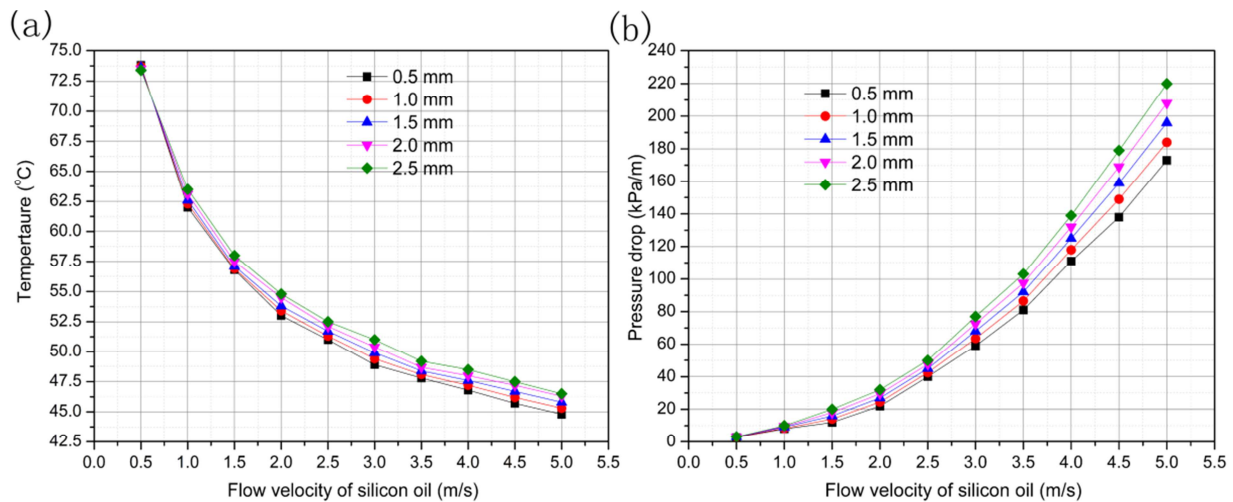 (a)
75.0
72.5
70.0
67.5
65.0
62.5
60.0
57.5
55.0
52.5
50.0
47.5
45.0
42.5
Tempertaure (°C)
0.5 mm
1.0 mm
1.5 mm
2.0 mm
2.5 mm
0.0 0.5 1.0 1.5 2.0 2.5 3.0 3.5 4.0 4.5 5.0 5.5
Flow velocity of silicon oil (m/s)
(b)
240
220
200
180
160
140
120
100
80
60
40
20
0
Pressure drop (kPa/m)
0.5 mm
1.0 mm
1.5 mm
2.0 mm
2.5 mm
0.0 0.5 1.0 1.5 2.0 2.5 3.0 3.5 4.0 4.5 5.0 5.5
Flow velocity of silicon oil (m/s)